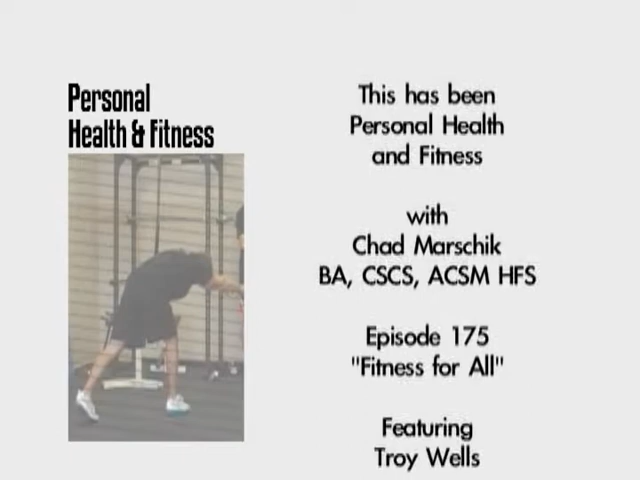 Personal
Health & Fitness
This has been
Personal Health
and Fitness
with
Chad Marschik
BA, CSCS, ACSM HFS
Episode 175
"Fitness for All"
Featuring
Troy Wells